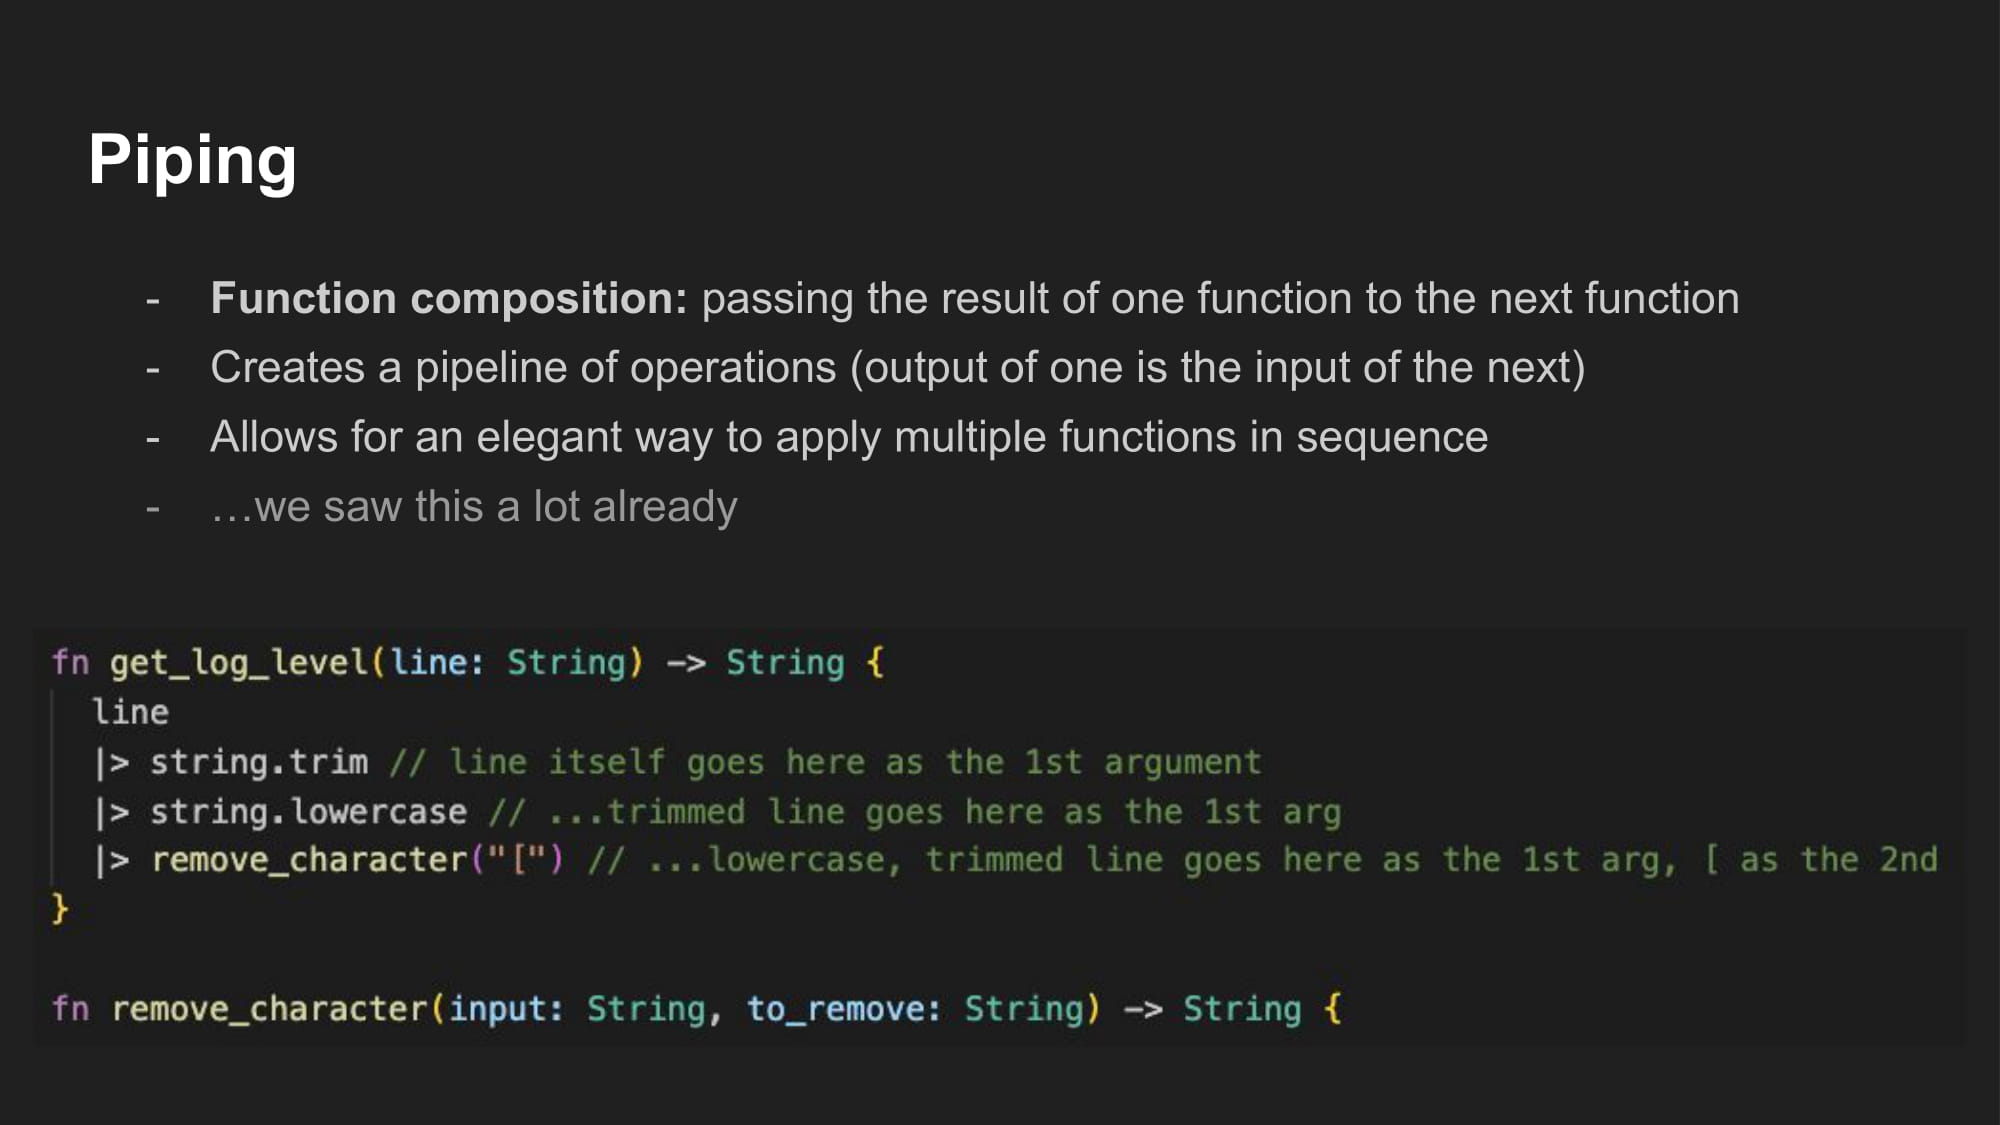 Piping
- Function composition: passing the result of one function to the next function
- Creates a pipeline of operations (output of one is the input of the next)
- Allows for an elegant way to apply multiple functions in sequence
- …we saw this a lot already
fn get_log_level(line: String) -> String {
  line
  |> string.trim // line itself goes here as the 1st argument
  |> string.lowercase // ...trimmed line goes here as the 1st arg
  |> remove_character("[") // ...lowercase, trimmed line goes here as the 1st arg, [ as the 2nd
}
fn remove_character(input: String, to_remove: String) -> String {